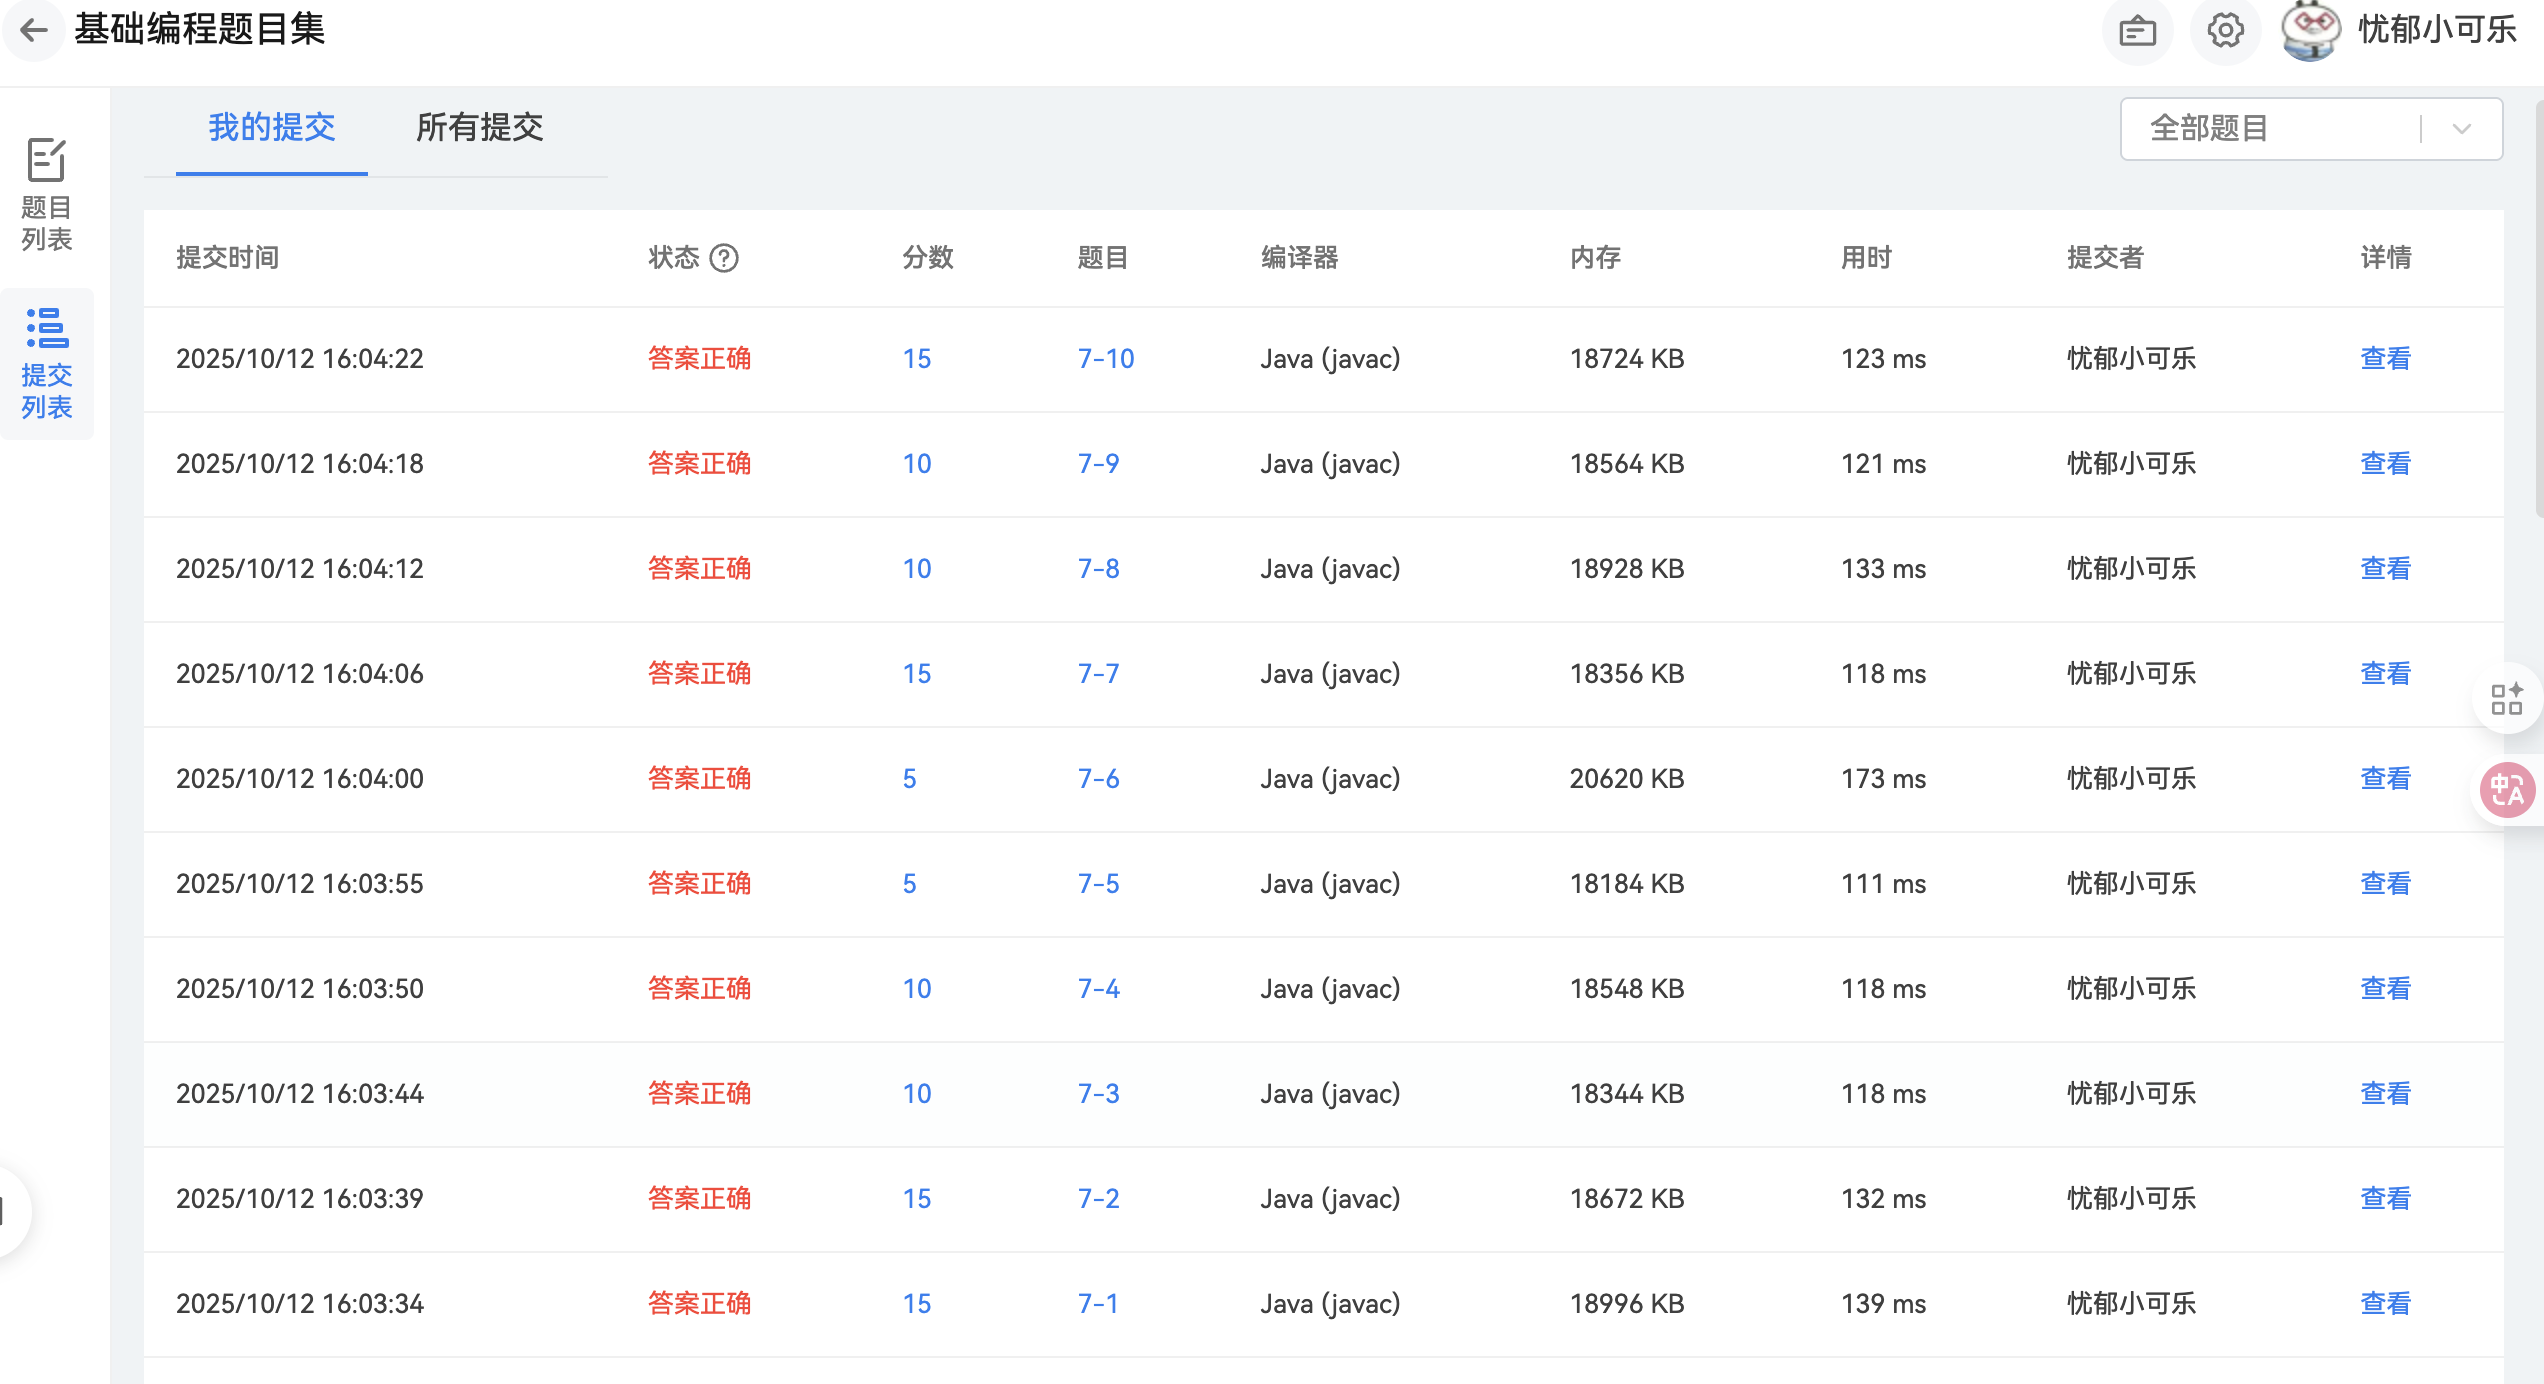 基础编程题目集
忧郁小可乐
我的提交 所有提交
全部题目
题目
列表
提交
列表
提交时间 状态 分数 题目 编译器 内存 用时 提交者 详情
2025/10/12 16:04:22 答案正确 15 7-10 Java (javac) 18724 KB 123 ms 忧郁小可乐 查看
2025/10/12 16:04:18 答案正确 10 7-9 Java (javac) 18564 KB 121 ms 忧郁小可乐 查看
2025/10/12 16:04:12 答案正确 10 7-8 Java (javac) 18928 KB 133 ms 忧郁小可乐 查看
2025/10/12 16:04:06 答案正确 15 7-7 Java (javac) 18356 KB 118 ms 忧郁小可乐 查看
2025/10/12 16:04:00 答案正确 5 7-6 Java (javac) 20620 KB 173 ms 忧郁小可乐 查看
2025/10/12 16:03:55 答案正确 5 7-5 Java (javac) 18184 KB 111 ms 忧郁小可乐 查看
2025/10/12 16:03:50 答案正确 10 7-4 Java (javac) 18548 KB 118 ms 忧郁小可乐 查看
2025/10/12 16:03:44 答案正确 10 7-3 Java (javac) 18344 KB 118 ms 忧郁小可乐 查看
2025/10/12 16:03:39 答案正确 15 7-2 Java (javac) 18672 KB 132 ms 忧郁小可乐 查看
2025/10/12 16:03:34 答案正确 15 7-1 Java (javac) 18996 KB 139 ms 忧郁小可乐 查看
中A